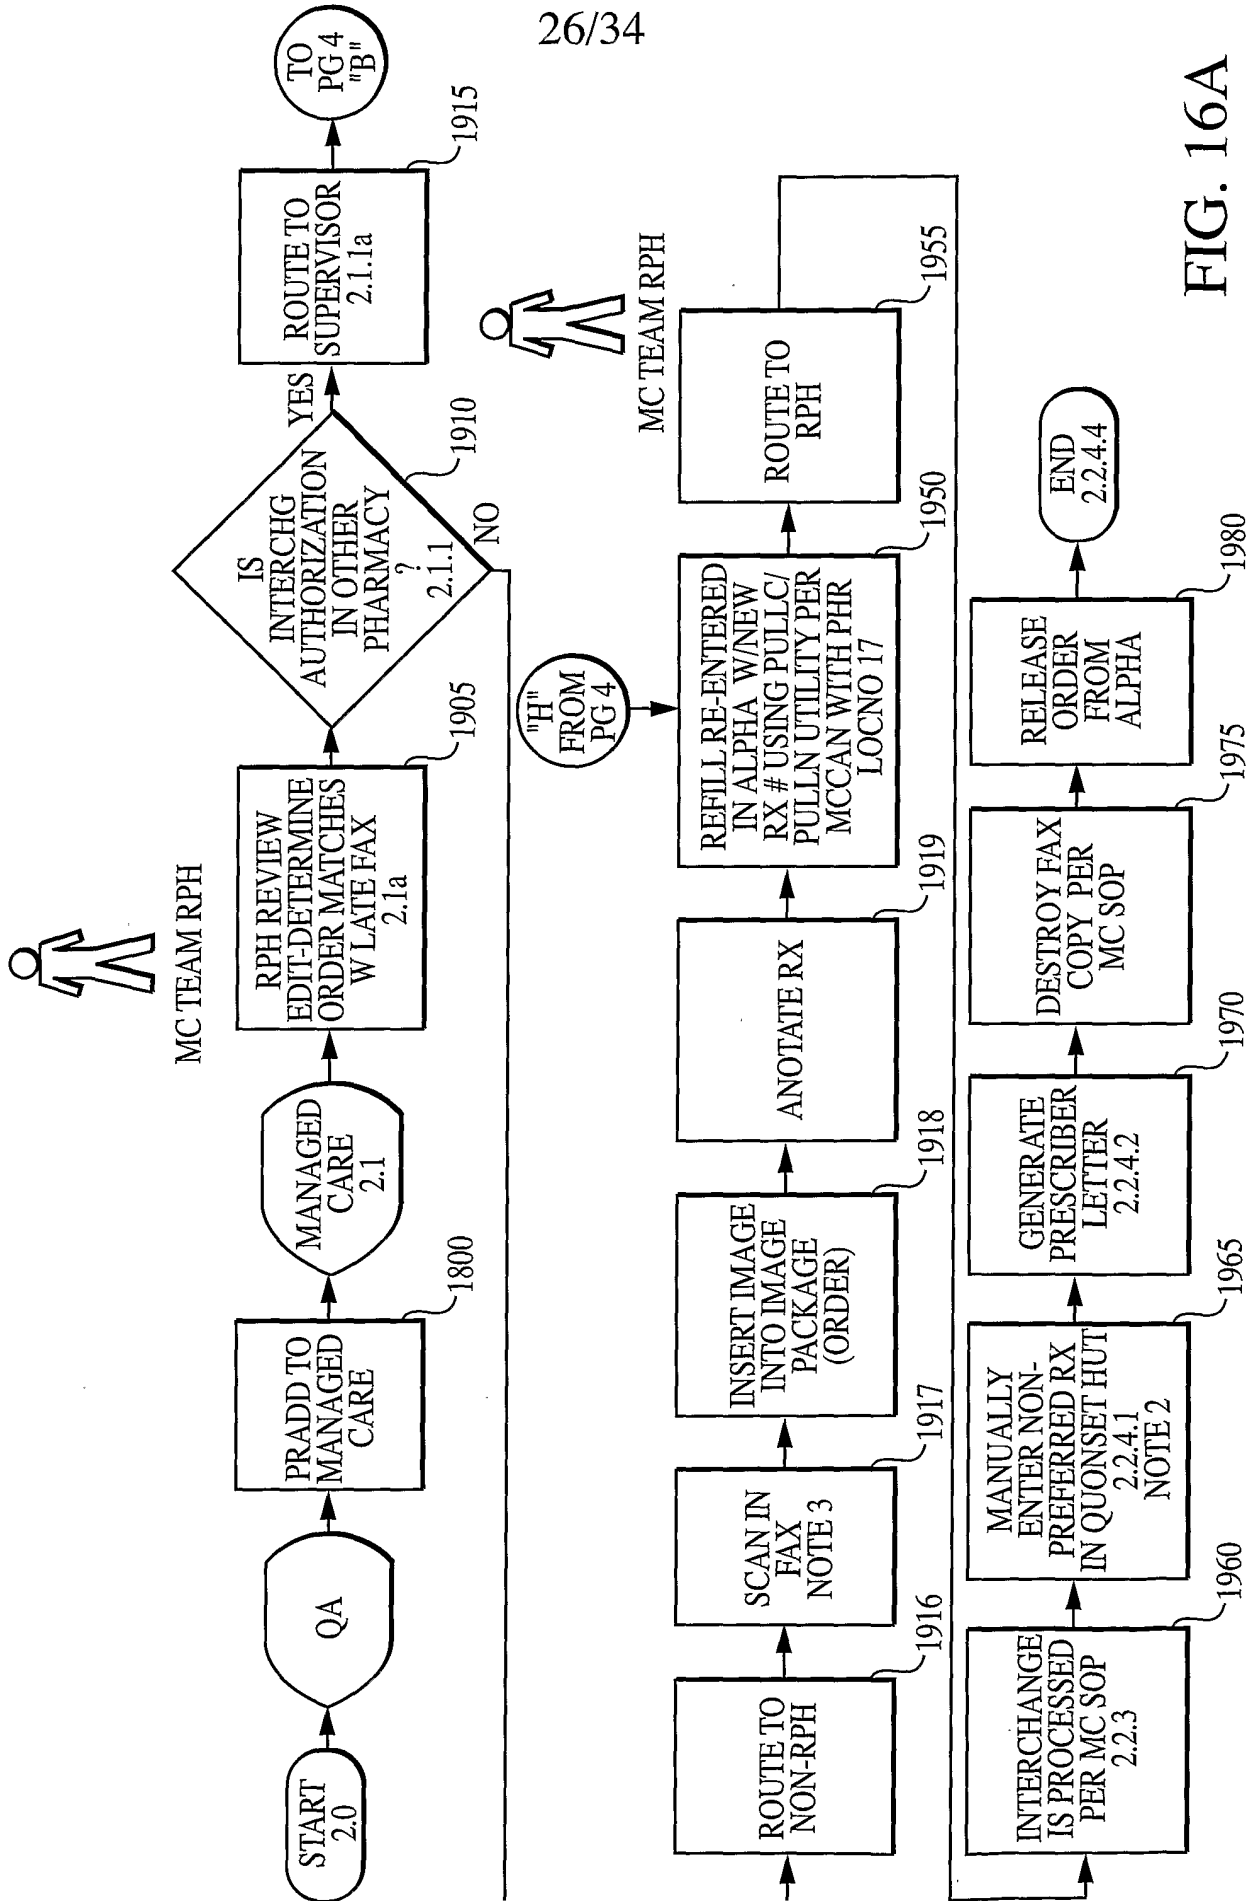 26/34
START
2.0
QA
PRADD TO
MANAGED
CARE
1800
MANAGED
CARE
2.1
MC TEAM RPH
RPH REVIEW
EDIT-DETERMINE
ORDER MATCHES
W LATE FAX
2.1a
1905
IS
INTERCHG
AUTHORIZATION
IN OTHER
PHARMACY
?
2.1.1
1910
YES
NO
ROUTE TO
SUPERVISOR
2.1.1a
1915
TO
PG 4
"B"
ROUTE TO
NON-RPH
1916
SCAN IN
FAX
NOTE 3
1917
INSERT IMAGE
INTO IMAGE
PACKAGE
(ORDER)
1918
ANOTATE RX
1919
"H"
FROM
PG 4
REFILL RE-ENTERED
IN ALPHA W/NEW
RX # USING PULLC/
PULLN UTILITY PER
MCCAN WITH PHR
LOCNO 17
1950
MC TEAM RPH
ROUTE TO
RPH
1955
INTERCHANGE
IS PROCESSED
PER MC SOP
2.2.3
1960
MANUALLY
ENTER NON-
PREFERRED RX
IN QUONSET HUT
2.2.4.1
NOTE 2
1965
GENERATE
PRESCRIBER
LETTER
2.2.4.2
1970
DESTROY FAX
COPY PER
MC SOP
1975
RELEASE
ORDER
FROM
ALPHA
1980
END
2.2.4.4
FIG. 16A